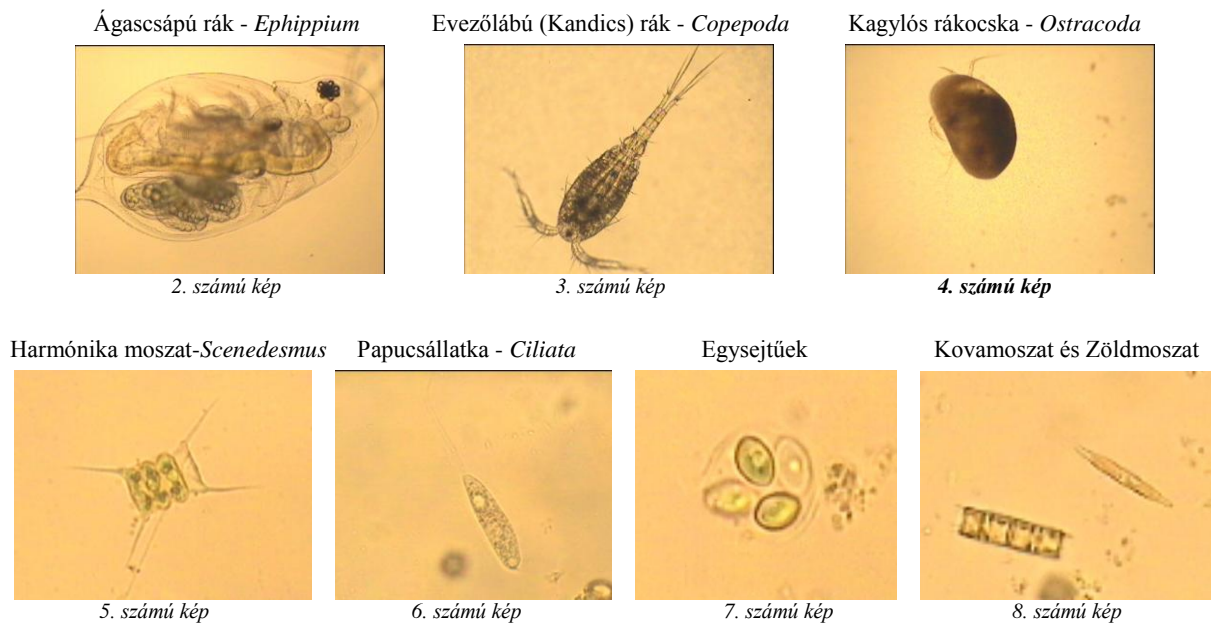 Ágascsápú rák - Ephippium
Evezőlábú (Kandics) rák - Copepoda
Kagylós rákocska - Ostracoda
2. számú kép
3. számú kép
4. számú kép
Harmónika moszat-Scenedesmus
Papucsállatka - Ciliata
Egysejtűek
Kovamoszat és Zöldmoszat
5. számú kép
6. számú kép
7. számú kép
8. számú kép